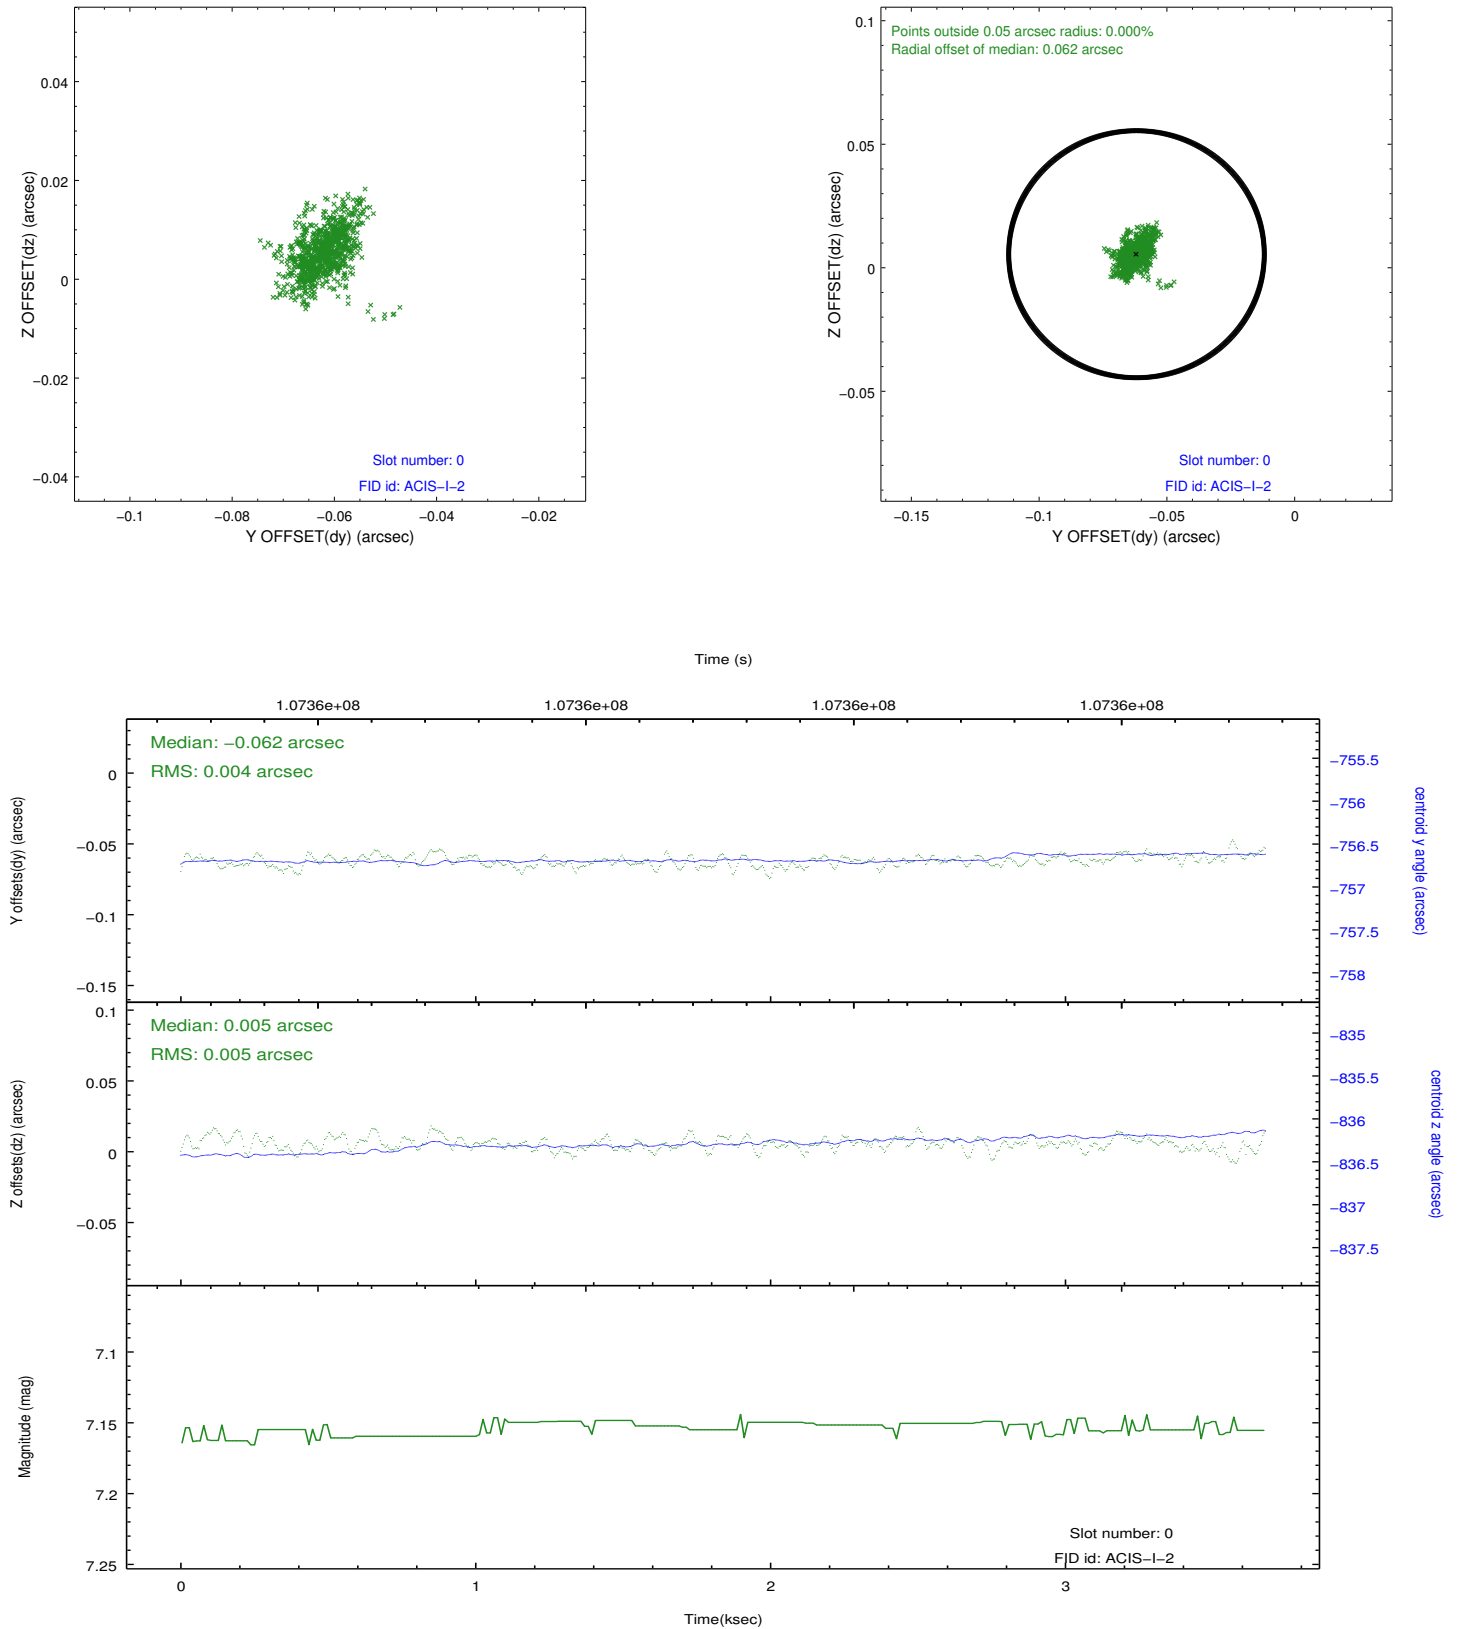 0.04
0.02
0
−0.02
−0.04
Z OFFSET(dz) (arcsec)
Slot number: 0
FID id: ACIS−I−2
−0.1
−0.08
−0.06
−0.04
−0.02
Y OFFSET(dy) (arcsec)
Points outside 0.05 arcsec radius: 0.000%
Radial offset of median: 0.062 arcsec
0.1
0.05
0
−0.05
Z OFFSET(dz) (arcsec)
Slot number: 0
FID id: ACIS−I−2
−0.15
−0.1
−0.05
0
Y OFFSET(dy) (arcsec)
Time (s)
1.0736e+08
1.0736e+08
1.0736e+08
1.0736e+08
Median: −0.062 arcsec
RMS: 0.004 arcsec
0
−0.05
−0.1
−0.15
Y offsets(dy) (arcsec)
−755.5
−756
−756.5
−757
−757.5
−758
centroid y angle (arcsec)
Median: 0.005 arcsec
RMS: 0.005 arcsec
0.1
0.05
0
−0.05
Z offsets(dz) (arcsec)
−835
−835.5
−836
−836.5
−837
−837.5
centroid z angle (arcsec)
7.1
7.15
7.2
7.25
Magnitude (mag)
Slot number: 0
FID id: ACIS−I−2
0
1
2
3
Time(ksec)